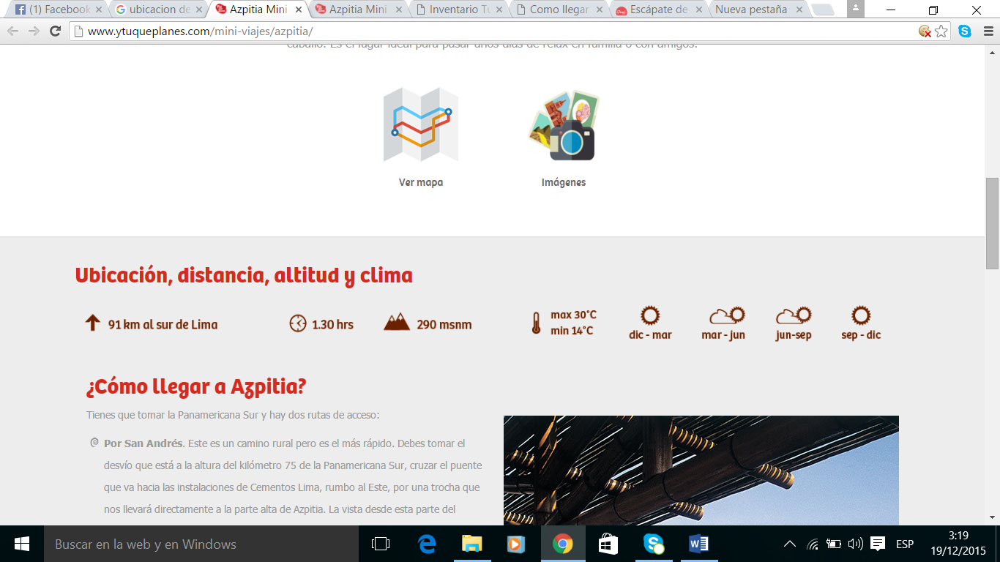 (1) Facebook
ubicacion de
Azpitia Mini
Azpitia Mini
Inventario Tu
Como llegar
Escápate de
Nueva pestaña
www.ytuqueplanes.com/mini-viajes/azpitia/
caballo. Es el lugar ideal para pasar unos días de relax en familia o con amigos.
Ver mapa
Imágenes
Ubicación, distancia, altitud y clima
91 km al sur de Lima
1.30 hrs
290 msnm
max 30°C
min 14°C
dic - mar
mar - jun
jun-sep
sep - dic
¿Cómo llegar a Azpitia?
Tienes que tomar la Panamericana Sur y hay dos rutas de acceso:
Por San Andrés. Este es un camino rural pero es el más rápido. Debes tomar el
desvío que está a la altura del kilómetro 75 de la Panamericana Sur, cruzar el puente
que va hacia las instalaciones de Cementos Lima, rumbo al Este, por una trocha que
nos llevará directamente a la parte alta de Azpitia. La vista desde esta parte del
Buscar en la web y en Windows
ESP
3:19
19/12/2015